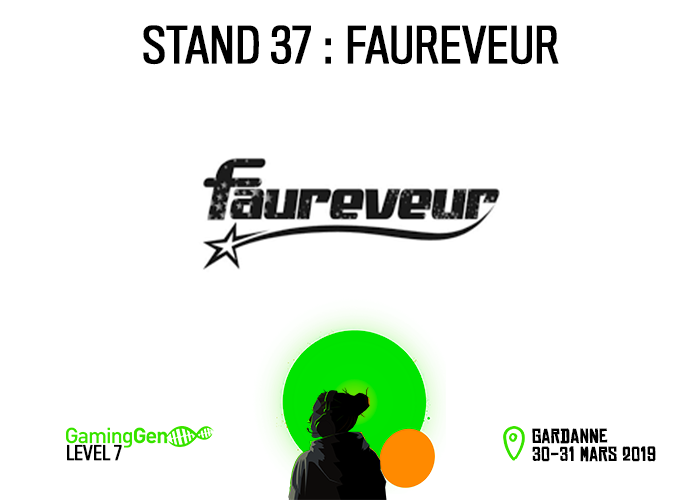 STAND 37 : FAUREVEUR
faureveur
GamingGen
LEVEL 7
GARDANNE
30-31 MARS 2019